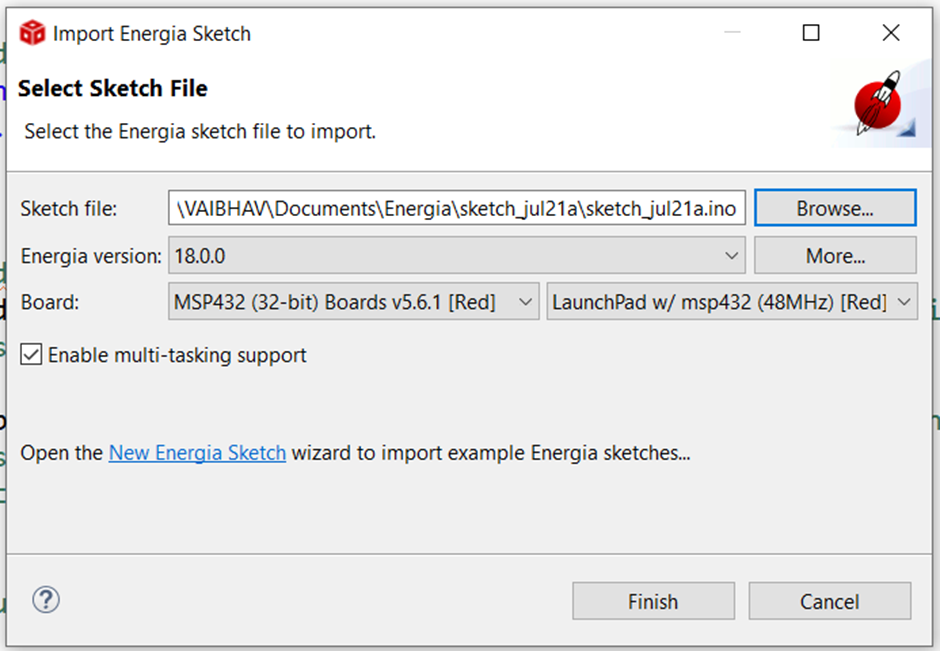 Import Energia Sketch
Select Sketch File
Select the Energia sketch file to import.
Sketch file: \VAIBHAV\Documents\Energia\sketch_jul21a\sketch_jul21a.ino Browse...
Energia version: 18.0.0 More...
Board: MSP432 (32-bit) Boards v5.6.1 [Red] LaunchPad w/ msp432 (48MHz) [Red]
Enable multi-tasking support
Open the New Energia Sketch wizard to import example Energia sketches...
? Finish Cancel